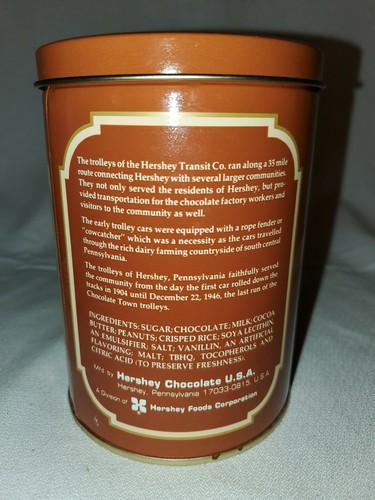 The trolleys of the Hershey Transit Co. ran along a 35 mile
route connecting Hershey with several larger communities.
They not only served the residents of Hershey, but pro-
vided transportation for the chocolate factory workers and
visitors to the community as well.
The early trolley cars were equipped with a rope fender or
"cowcatcher" which was a necessity as the cars travelled
through the rich dairy farming countryside of south central
Pennsylvania.
The trolleys of Hershey, Pennsylvania faithfully served
the community from the day the first car rolled down the
tracks in 1904 until December 22, 1946, the last run of the
Chocolate Town trolleys.
INGREDIENTS: SUGAR; CHOCOLATE; MILK; COCOA
BUTTER; PEANUTS; CRISPED RICE; SOYA LECITHIN,
AN EMULSIFIER; SALT; VANILLIN, AN ARTIFICIAL
FLAVORING; MALT; TBHQ, TOCOPHEROLS AND
CITRIC ACID (TO PRESERVE FRESHNESS).
Mfd by Hershey Chocolate U.S.A.
Hershey, Pennsylvania 17033-0815, U.S.A.
A Division of Hershey Foods Corporation